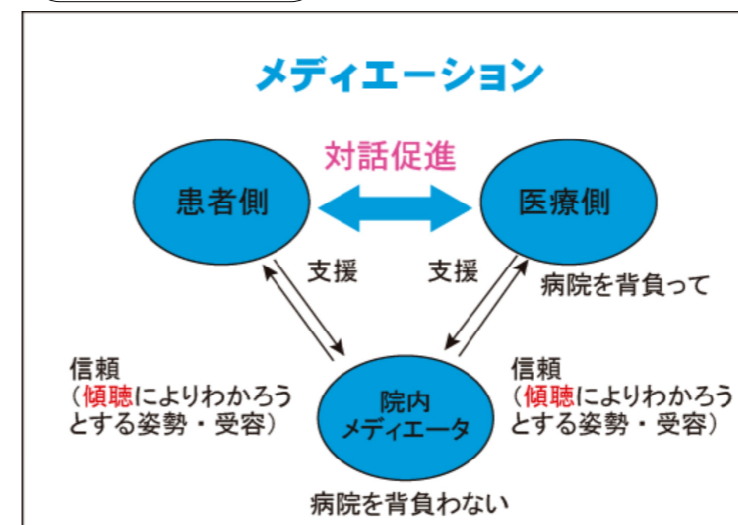 メディエーション
対話促進
患者側
医療側
支援
支援
病院を背負って
信頼
（傾聴によりわかろう
とする姿勢・受容）
院内
メディエータ
信頼
（傾聴によりわかろう
とする姿勢・受容）
病院を背負わない